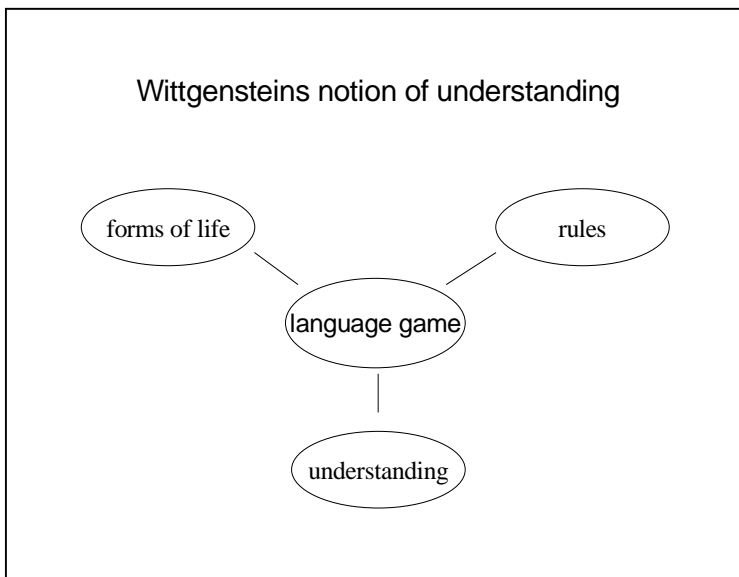 Wittgensteins notion of understanding
forms of life
rules
language game
understanding